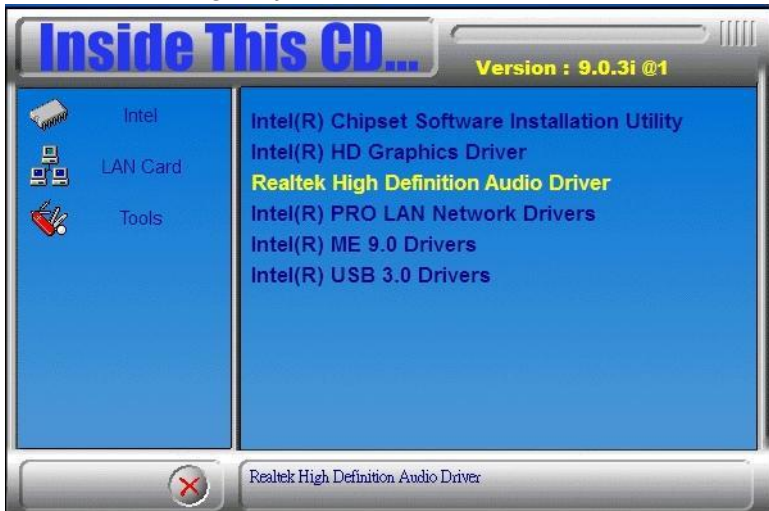 Inside This CD...
Version : 9.0.3i @1
Intel
LAN Card
Tools
Intel(R) Chipset Software Installation Utility
Intel(R) HD Graphics Driver
Realtek High Definition Audio Driver
Intel(R) PRO LAN Network Drivers
Intel(R) ME 9.0 Drivers
Intel(R) USB 3.0 Drivers
Realtek High Definition Audio Driver